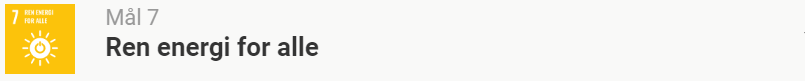 7 REN ENERGI
FOR ALLE
Mål 7
Ren energi for alle